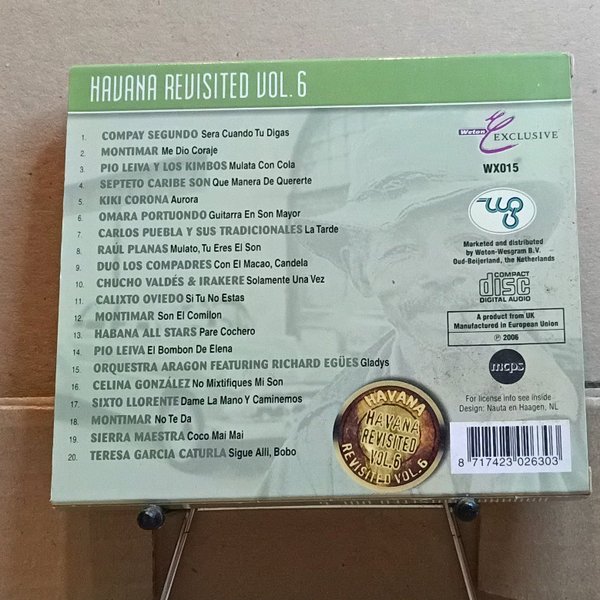 HAVANA REVISITED VOL. 6
1. COMPAY SEGUNDO Sera Cuando Tu Digas
2. MONTIMAR Me Dio Coraje
3. PIO LEIVA Y LOS KIMBOS Mulata Con Cola
4. SEPTETO CARIBE SON Que Manera De Quererte
5. KIKI CORONA Aurora
6. OMARA PORTUONDO Guitarra En Son Mayor
7. CARLOS PUEBLA Y SUS TRADICIONALES La Tarde
8. RAÚL PLANAS Mulato, Tu Eres El Son
9. DUO LOS COMPADRES Con El Macao, Candela
10. CHUCHO VALDÉS & IRAKERE Solamente Una Vez
11. CALIXTO OVIEDO Si Tu No Estas
12. MONTIMAR Son El Comilon
13. HABANA ALL STARS Pare Cochero
14. PIO LEIVA El Bombon De Elena
15. ORQUESTRA ARAGON FEATURING RICHARD EGÜES Gladys
16. CELINA GONZÁLEZ No Mixtifiques Mi Son
17. SIXTO LLORENTE Dame La Mano Y Caminemos
18. MONTIMAR No Te Da
19. SIERRA MAESTRA Coco Mai Mai
20. TERESA GARCIA CATURLA Sigue Alli, Bobo
Weton
EXCLUSIVE
WX015
wg
Marketed and distributed
by Weton-Wesgram B.V.
Oud-Beijerland, the Netherlands
COMPACT
disc
DIGITAL AUDIO
A product from UK
Manufactured in European Union
℗ 2006
mcps
For license info see inside
Design: Nauta en Haagen, NL
8 717423 026303
HAVANA
HAVANA
REVISITED
VOL. 6
REVISITED VOL. 6